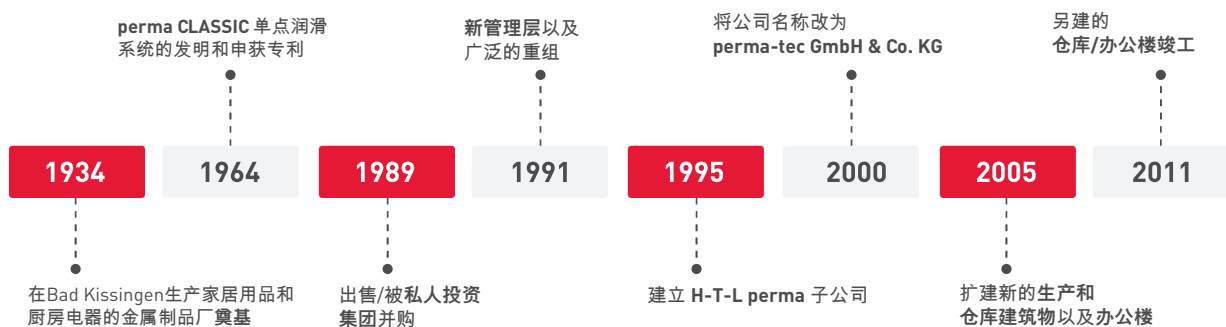 perma CLASSIC 单点润滑
系统的发明和申获专利
新管理层以及
广泛的重组
将公司名称改为
perma-tec GmbH & Co. KG
另建的
仓库/办公楼竣工
1934
1964
1989
1991
1995
2000
2005
2011
在Bad Kissingen生产家居用品和
厨房电器的金属制品厂奠基
出售/被私人投资
集团并购
建立 H-T-L perma 子公司
扩建新的生产和
仓库建筑物以及办公楼